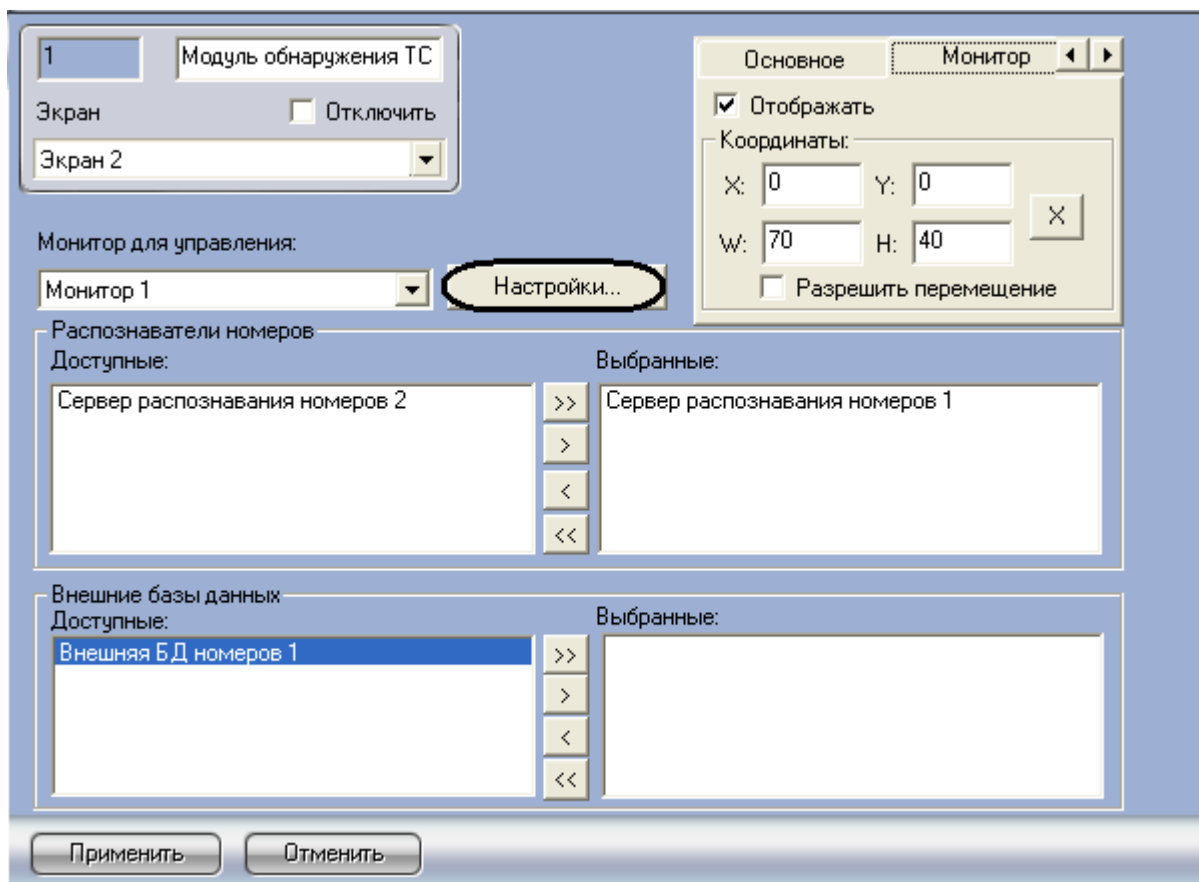 1
Модуль обнаружения ТС
Экран
Отключить
Экран 2
Основное
Монитор
Отображать
Координаты:
X: 0 Y: 0
X
W: 70 H: 40
Разрешить перемещение
Монитор для управления:
Монитор 1
Настройки...
Распознаватели номеров
Доступные:
Выбранные:
Сервер распознавания номеров 2
>>
>
<
<<
Сервер распознавания номеров 1
Внешние базы данных
Доступные:
Выбранные:
Внешняя БД номеров 1
>>
>
<
<<
Применить
Отменить